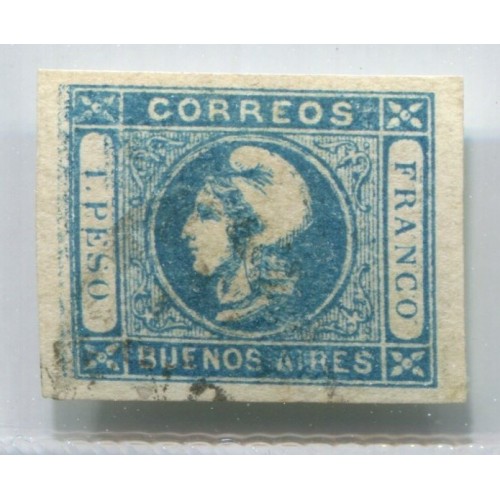 CORREOS
1. PESO
FRANCO
BUENOS AIRES